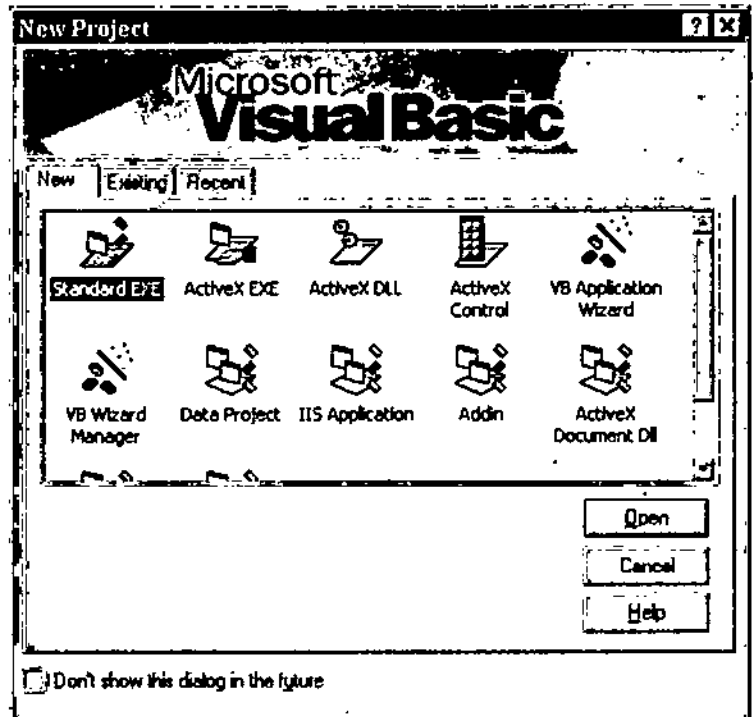 New Project
Microsoft
Visual Basic
New Existing Recent
Standard EXE ActiveX EXE ActiveX DLL ActiveX Control VB Application Wizard
VB Wizard Manager Data Project IIS Application Addin ActiveX Document Dll
Open
Cancel
Help
Don't show this dialog in the future